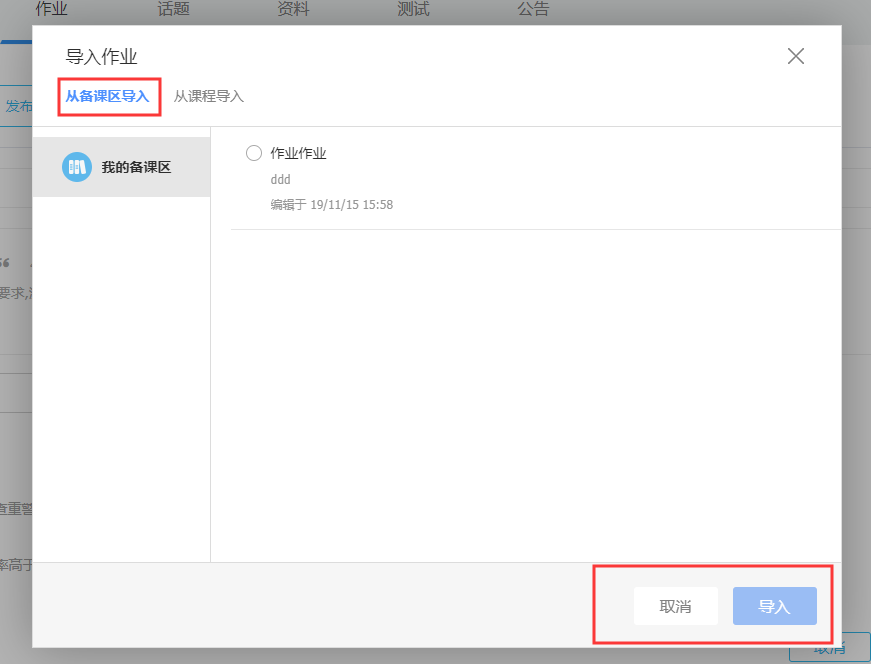 作业 话题 资料 测试 公告
导入作业
从备课区导入 从课程导入
发布
我的备课区
作业作业
ddd
编辑于 19/11/15 15:58
要求,
查重警
率高于
取消 导入
取消